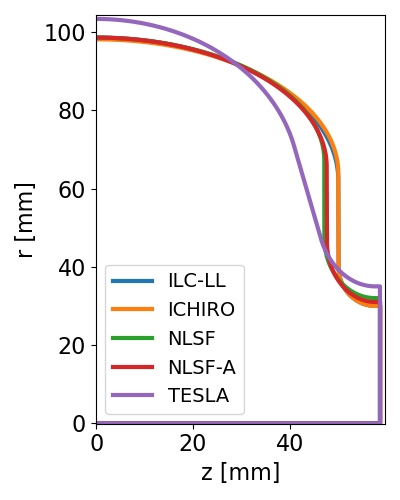 100
80
60
40
20
0
r [mm]
ILC-LL
ICHIRO
NLSF
NLSF-A
TESLA
0 20 40
z [mm]